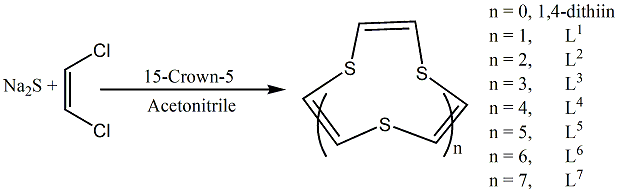 Na₂S +
Cl
Cl
15-Crown-5
Acetonitrile
S
S
S
n
n = 0, 1,4-dithiin
n = 1, L¹
n = 2, L²
n = 3, L³
n = 4, L⁴
n = 5, L⁵
n = 6, L⁶
n = 7, L⁷